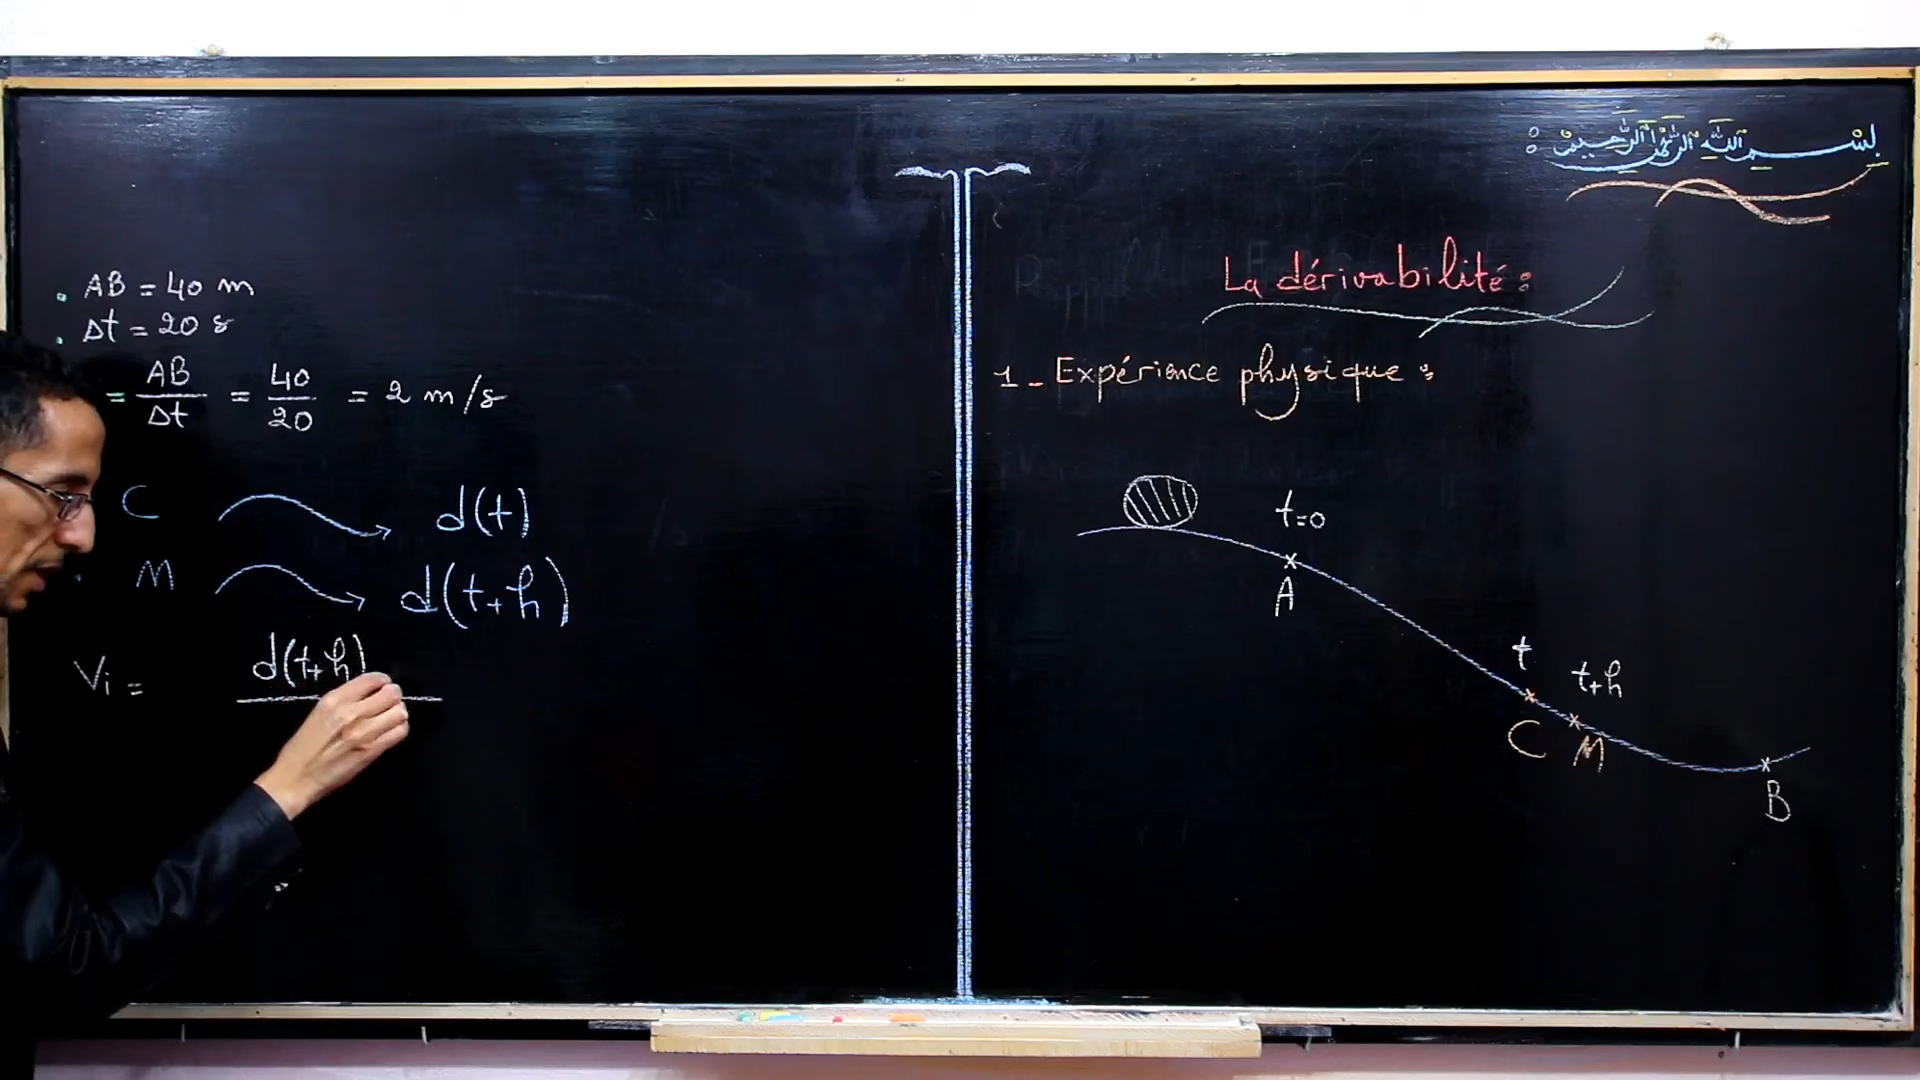 بسم الله الرحمن الرحيم :
La dérivabilité :
1 - Expérience physique :
t=0
A
t
t+h
C M
B
. AB = 40 m
. Δt = 20 s
= AB/Δt = 40/20 = 2 m/s
C d(t)
M d(t+h)
Vi = d(t+h)